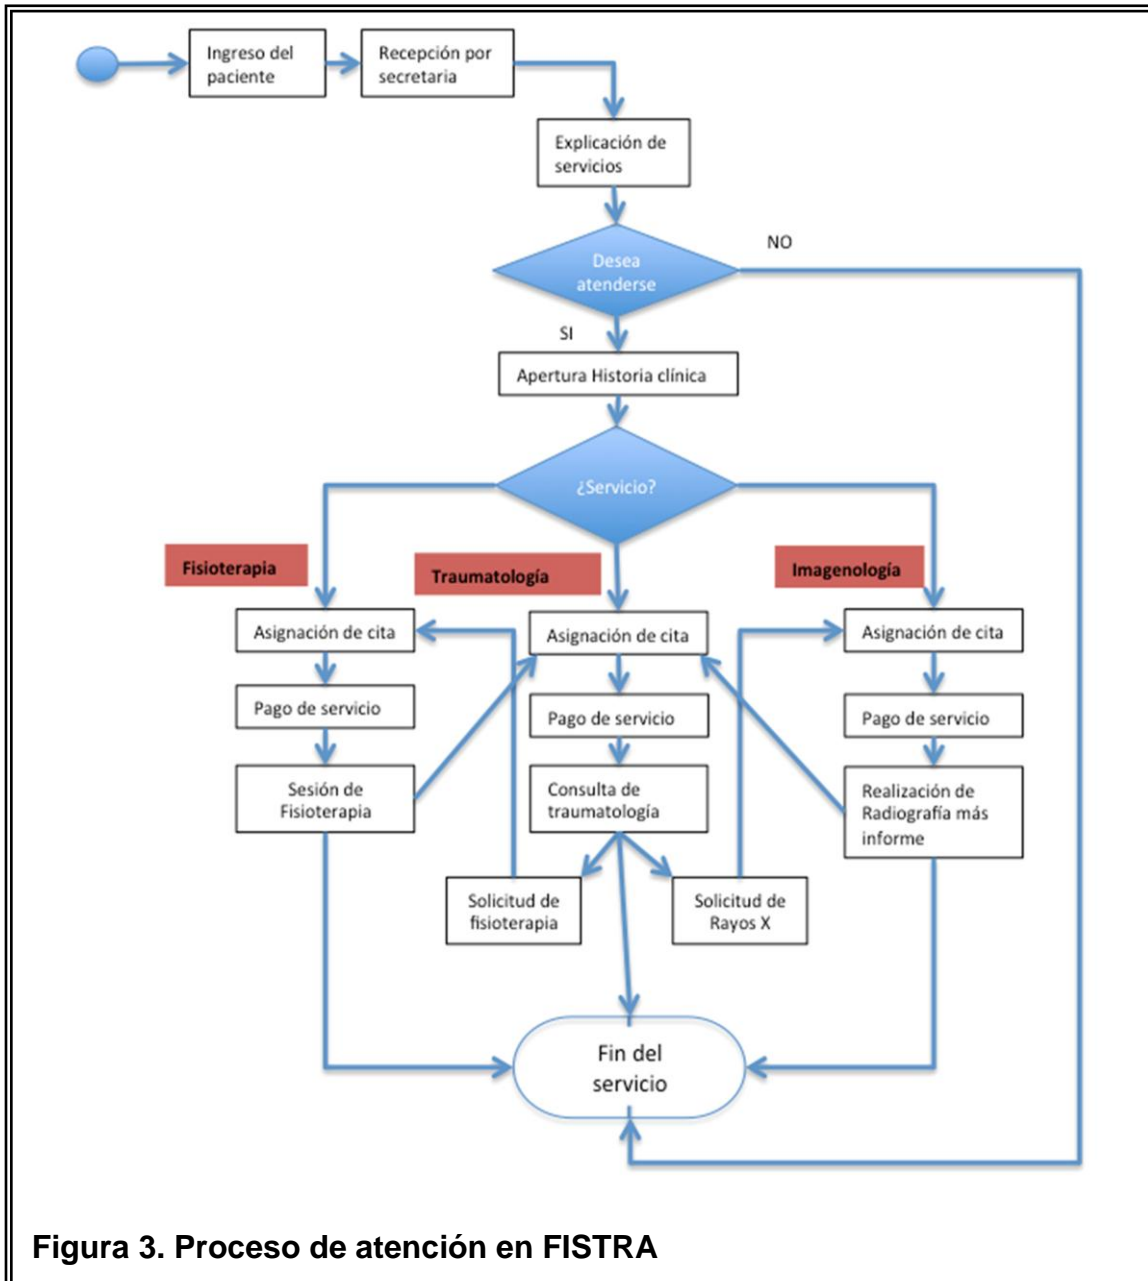 Ingreso del
paciente
Recepción por
secretaria
Explicación de
servicios
NO
Desea
atenderse
SI
Apertura Historia clínica
¿Servicio?
Fisioterapia
Traumatología
Imagenología
Asignación de cita
Asignación de cita
Asignación de cita
Pago de servicio
Pago de servicio
Pago de servicio
Sesión de
Fisioterapia
Consulta de
traumatología
Realización de
Radiografía más
informe
Solicitud de
fisioterapia
Solicitud de
Rayos X
Fin del
servicio
Figura 3. Proceso de atención en FISTRA